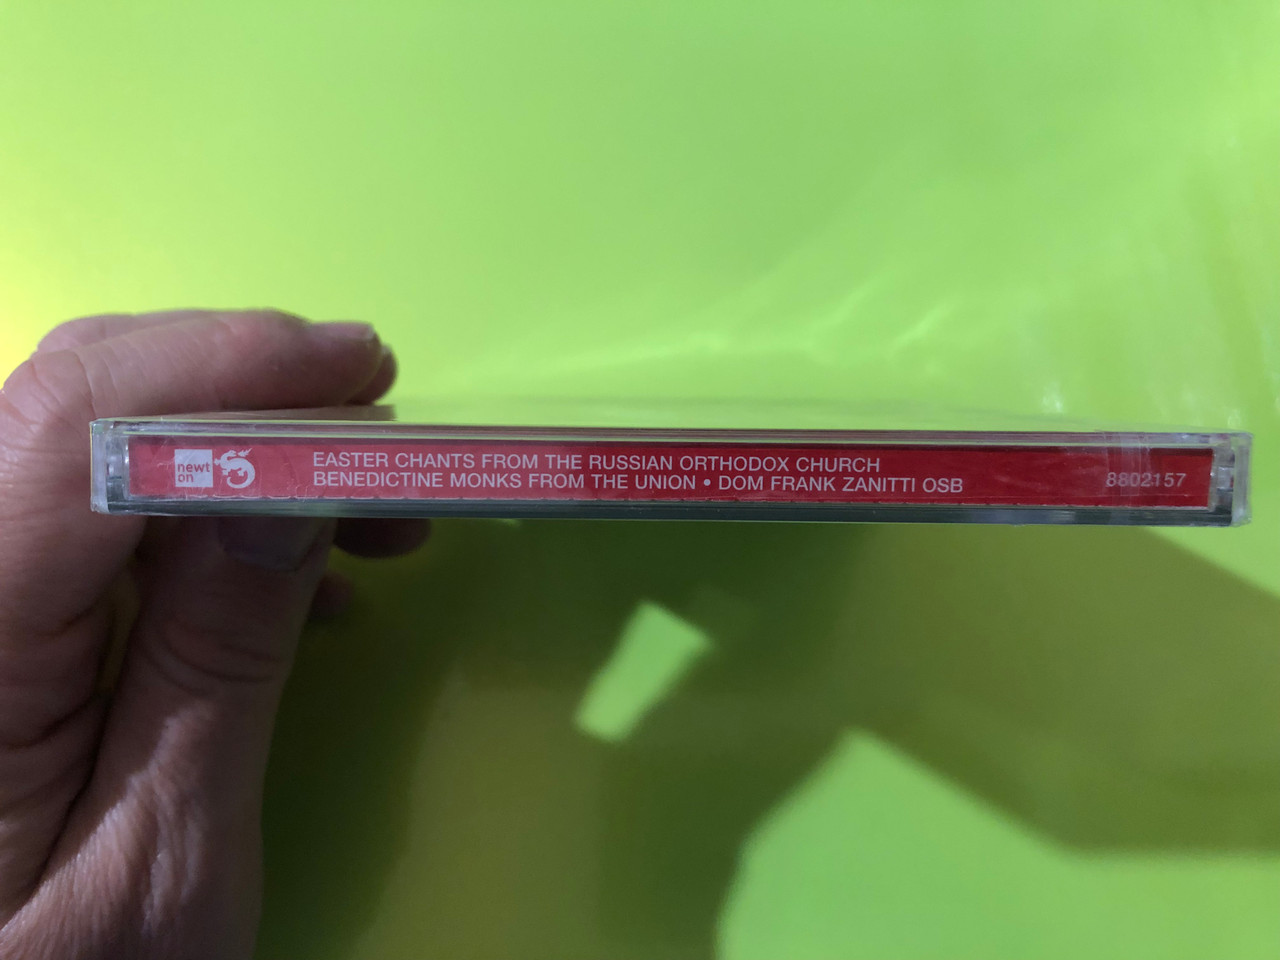 newt
on
EASTER CHANTS FROM THE RUSSIAN ORTHODOX CHURCH
BENEDICTINE MONKS FROM THE UNION • DOM FRANK ZANITTI OSB
8802157